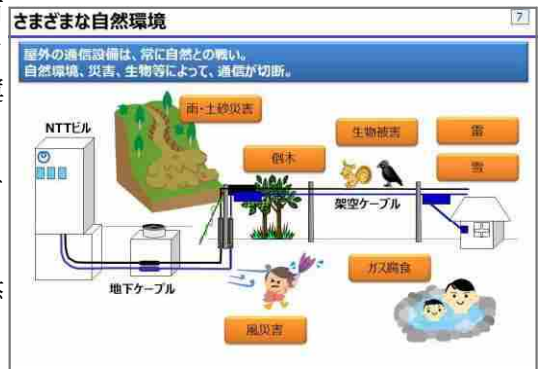 さまざまな自然環境
7
屋外の通信設備は、常に自然との戦い。
自然環境、災害、生物等によって、通信が切断。
雨・土砂災害
NTTビル
生物被害
雷
倒木
雪
架空ケーブル
地下ケーブル
ガス腐食
風災害